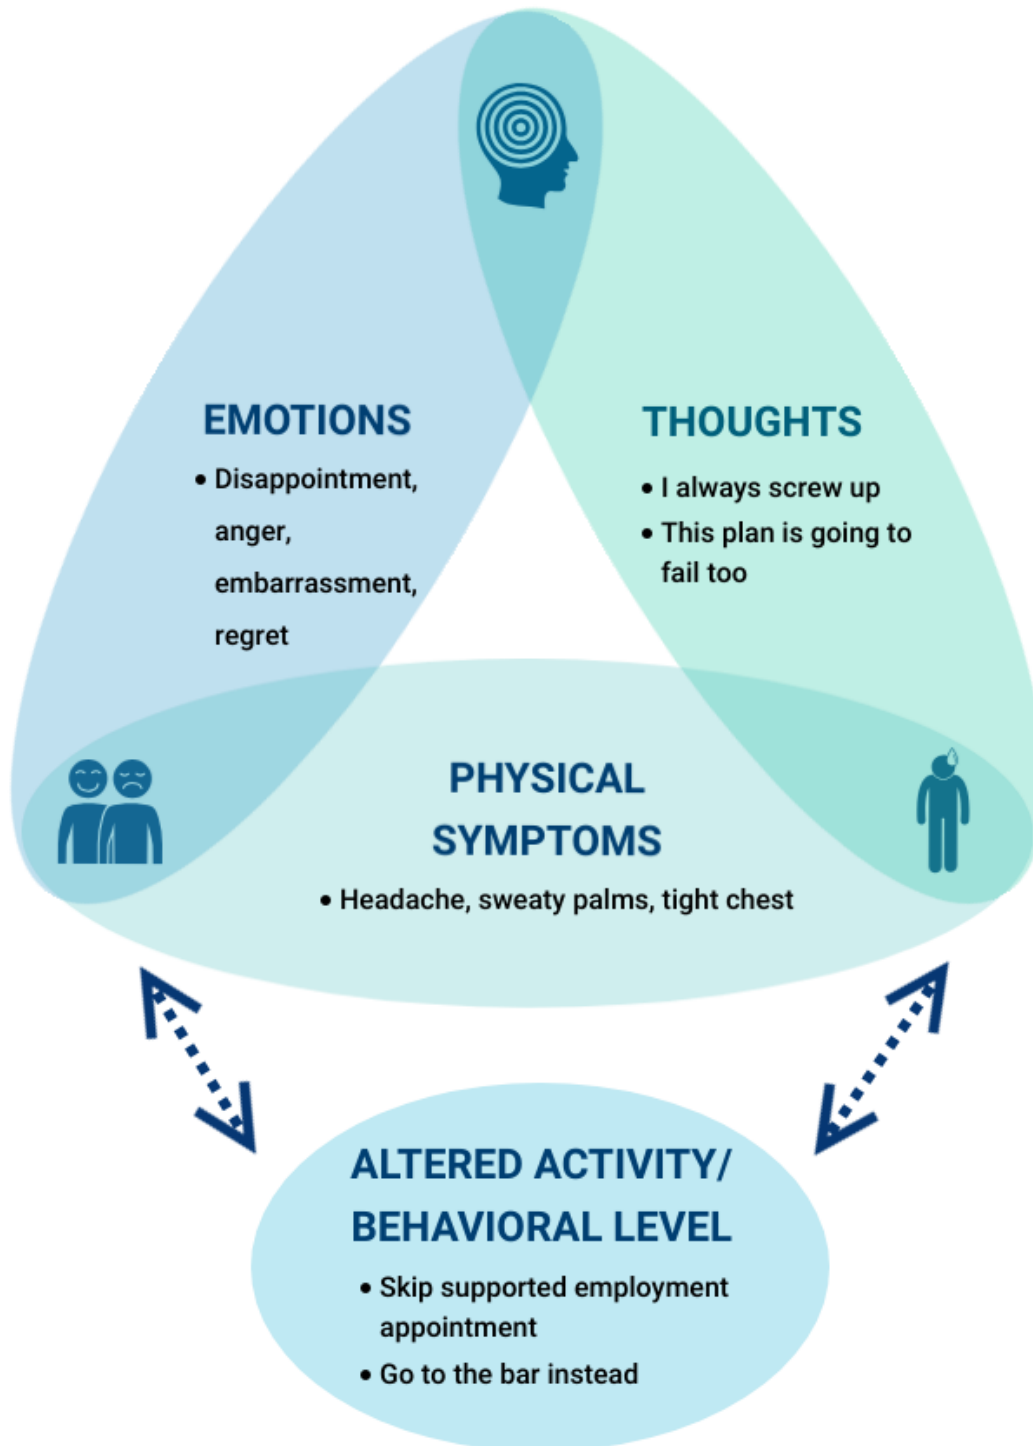 EMOTIONS
• Disappointment,
anger,
embarrassment,
regret
THOUGHTS
• I always screw up
• This plan is going to
fail too
PHYSICAL
SYMPTOMS
• Headache, sweaty palms, tight chest
ALTERED ACTIVITY/
BEHAVIORAL LEVEL
• Skip supported employment
appointment
• Go to the bar instead